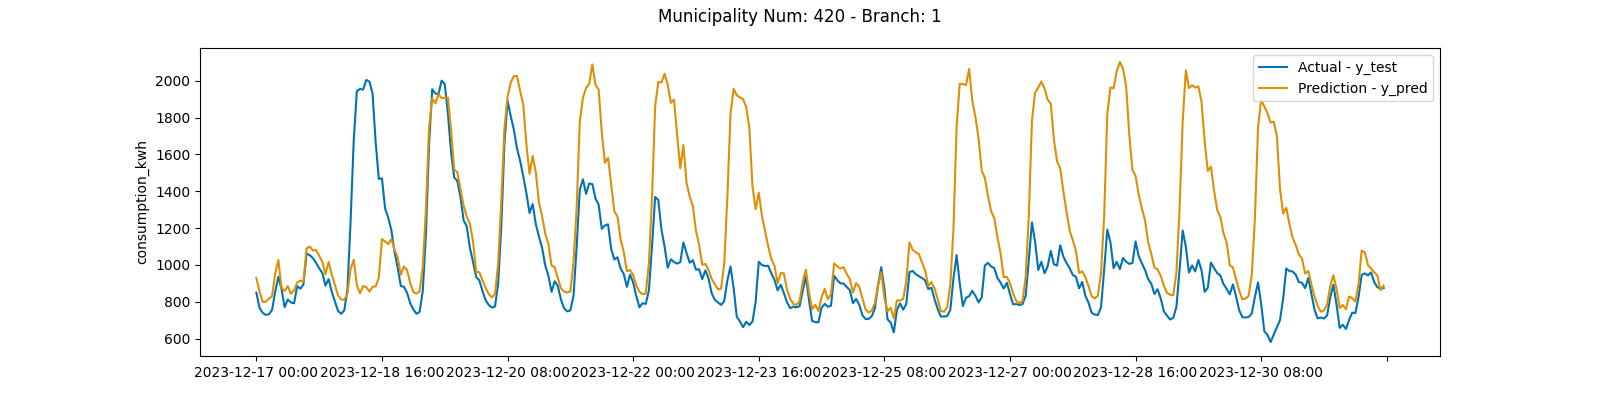 Municipality Num: 420 - Branch: 1
Actual - y_test
Prediction - y_pred
consumption_kwh
2000
1800
1600
1400
1200
1000
800
600
2023-12-17 00:00 2023-12-18 16:00 2023-12-20 08:00 2023-12-22 00:00 2023-12-23 16:00 2023-12-25 08:00 2023-12-27 00:00 2023-12-28 16:00 2023-12-30 08:00